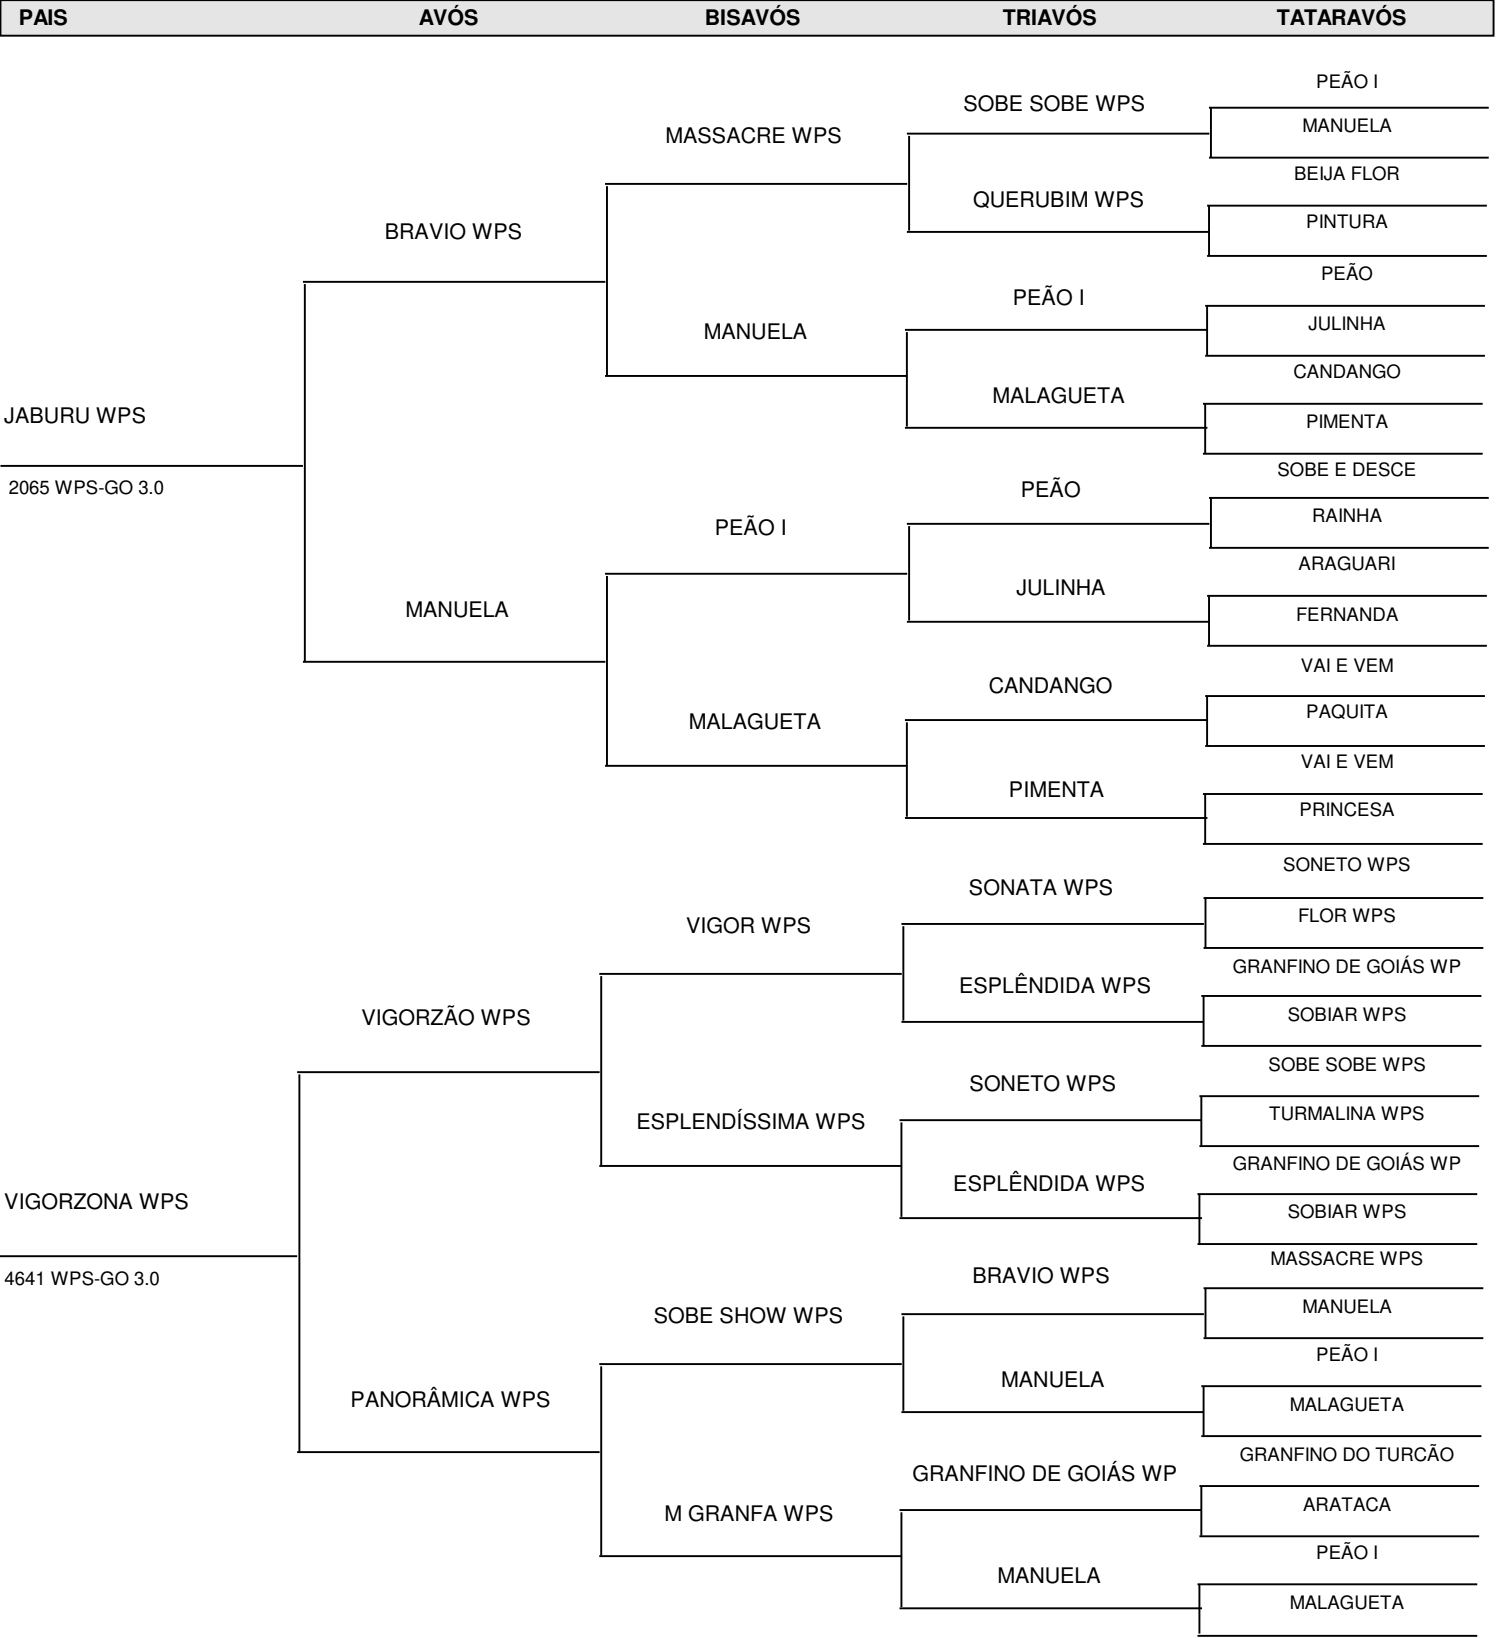 PAIS AVÓS BISAVÓS TRIAVÓS TATARAVÓS
PEÃO I
SOBE SOBE WPS
MANUELA
MASSACRE WPS
BEIJA FLOR
QUERUBIM WPS
PINTURA
BRAVIO WPS
PEÃO
PEÃO I
JULINHA
MANUELA
CANDANGO
MALAGUETA
PIMENTA
JABURU WPS
SOBE E DESCE
2065 WPS-GO 3.0
PEÃO
RAINHA
PEÃO I
ARAGUARI
JULINHA
FERNANDA
MANUELA
VAI E VEM
CANDANGO
PAQUITA
MALAGUETA
VAI E VEM
PIMENTA
PRINCESA
SONETO WPS
SONATA WPS
FLOR WPS
VIGOR WPS
GRANFINO DE GOIÁS WP
ESPLÊNDIDA WPS
SOBIAR WPS
VIGORZÃO WPS
SOBE SOBE WPS
SONETO WPS
TURMALINA WPS
ESPLENDÍSSIMA WPS
GRANFINO DE GOIÁS WP
ESPLÊNDIDA WPS
SOBIAR WPS
VIGORZONA WPS
MASSACRE WPS
4641 WPS-GO 3.0
BRAVIO WPS
MANUELA
SOBE SHOW WPS
PEÃO I
MANUELA
MALAGUETA
PANORÂMICA WPS
GRANFINO DO TURCÃO
GRANFINO DE GOIÁS WP
ARATACA
M GRANFA WPS
PEÃO I
MANUELA
MALAGUETA